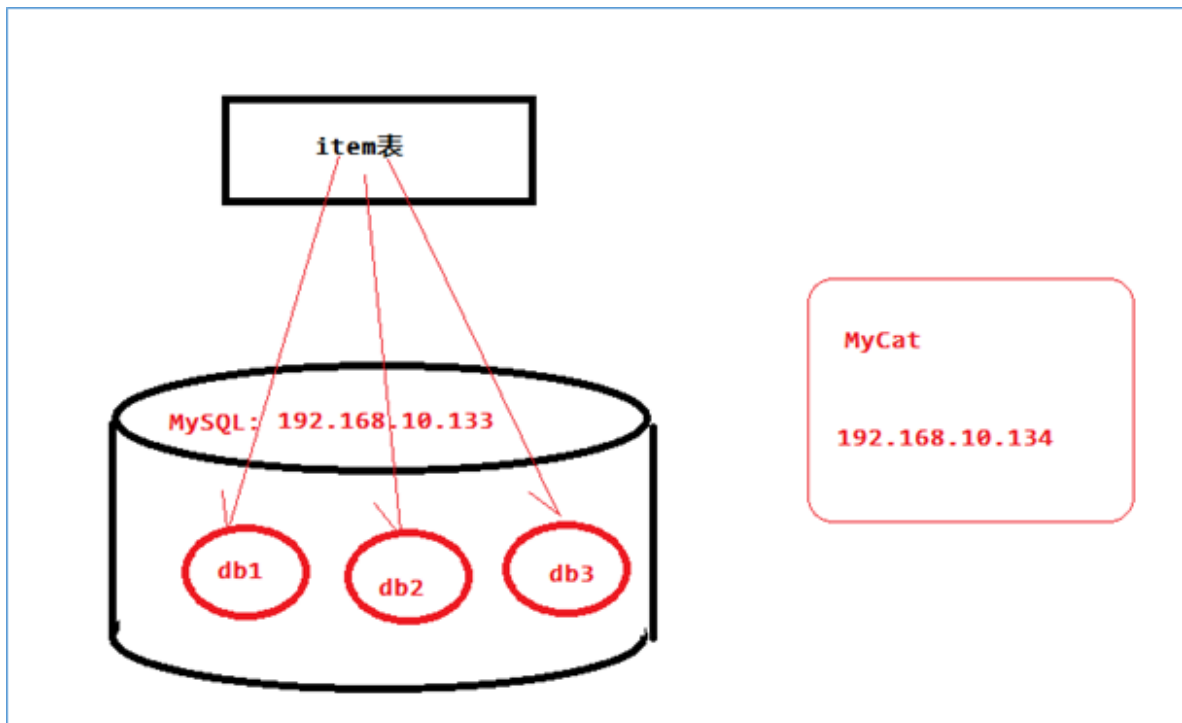 item表
MySQL: 192.168.10.133
db1
db2
db3
MyCat
192.168.10.134